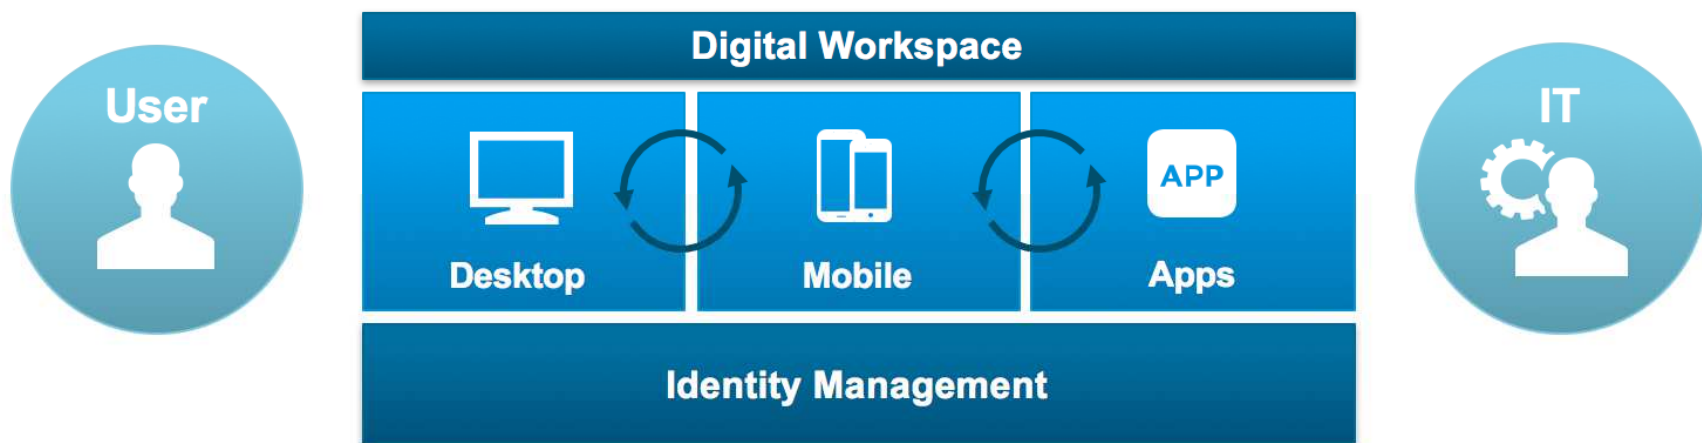 Digital Workspace
User
IT
APP
Desktop
Mobile
Apps
Identity Management